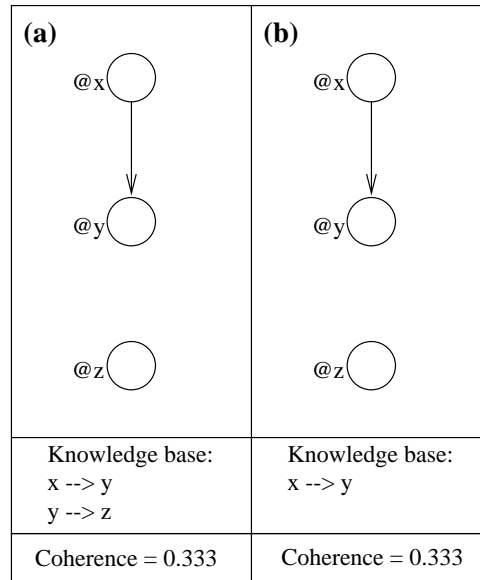 (a)
@x
@y
@z
Knowledge base:
x --> y
y --> z
Coherence = 0.333
(b)
@x
@y
@z
Knowledge base:
x --> y
Coherence = 0.333